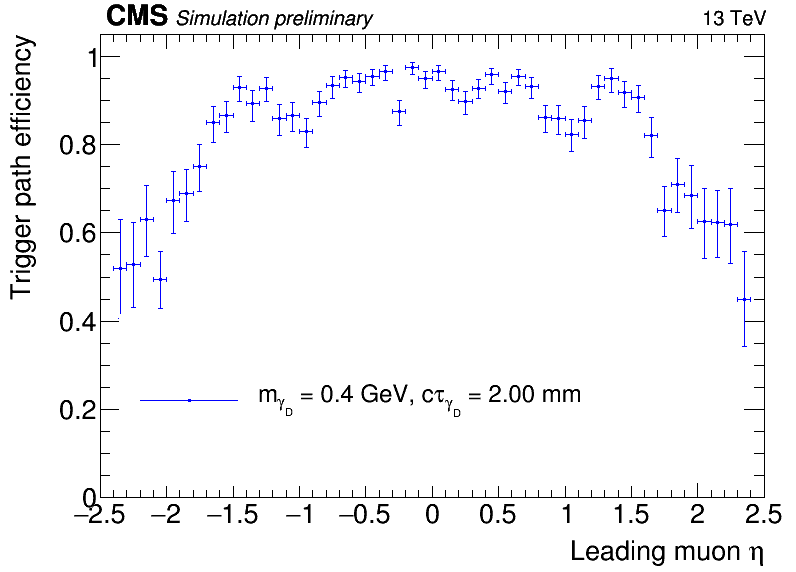 CMS Simulation preliminary 13 TeV
Trigger path efficiency
1
0.8
0.6
0.4
0.2
0
m_γ_D = 0.4 GeV, cτ_γ_D = 2.00 mm
−2.5 −2 −1.5 −1 −0.5 0 0.5 1 1.5 2 2.5
Leading muon η